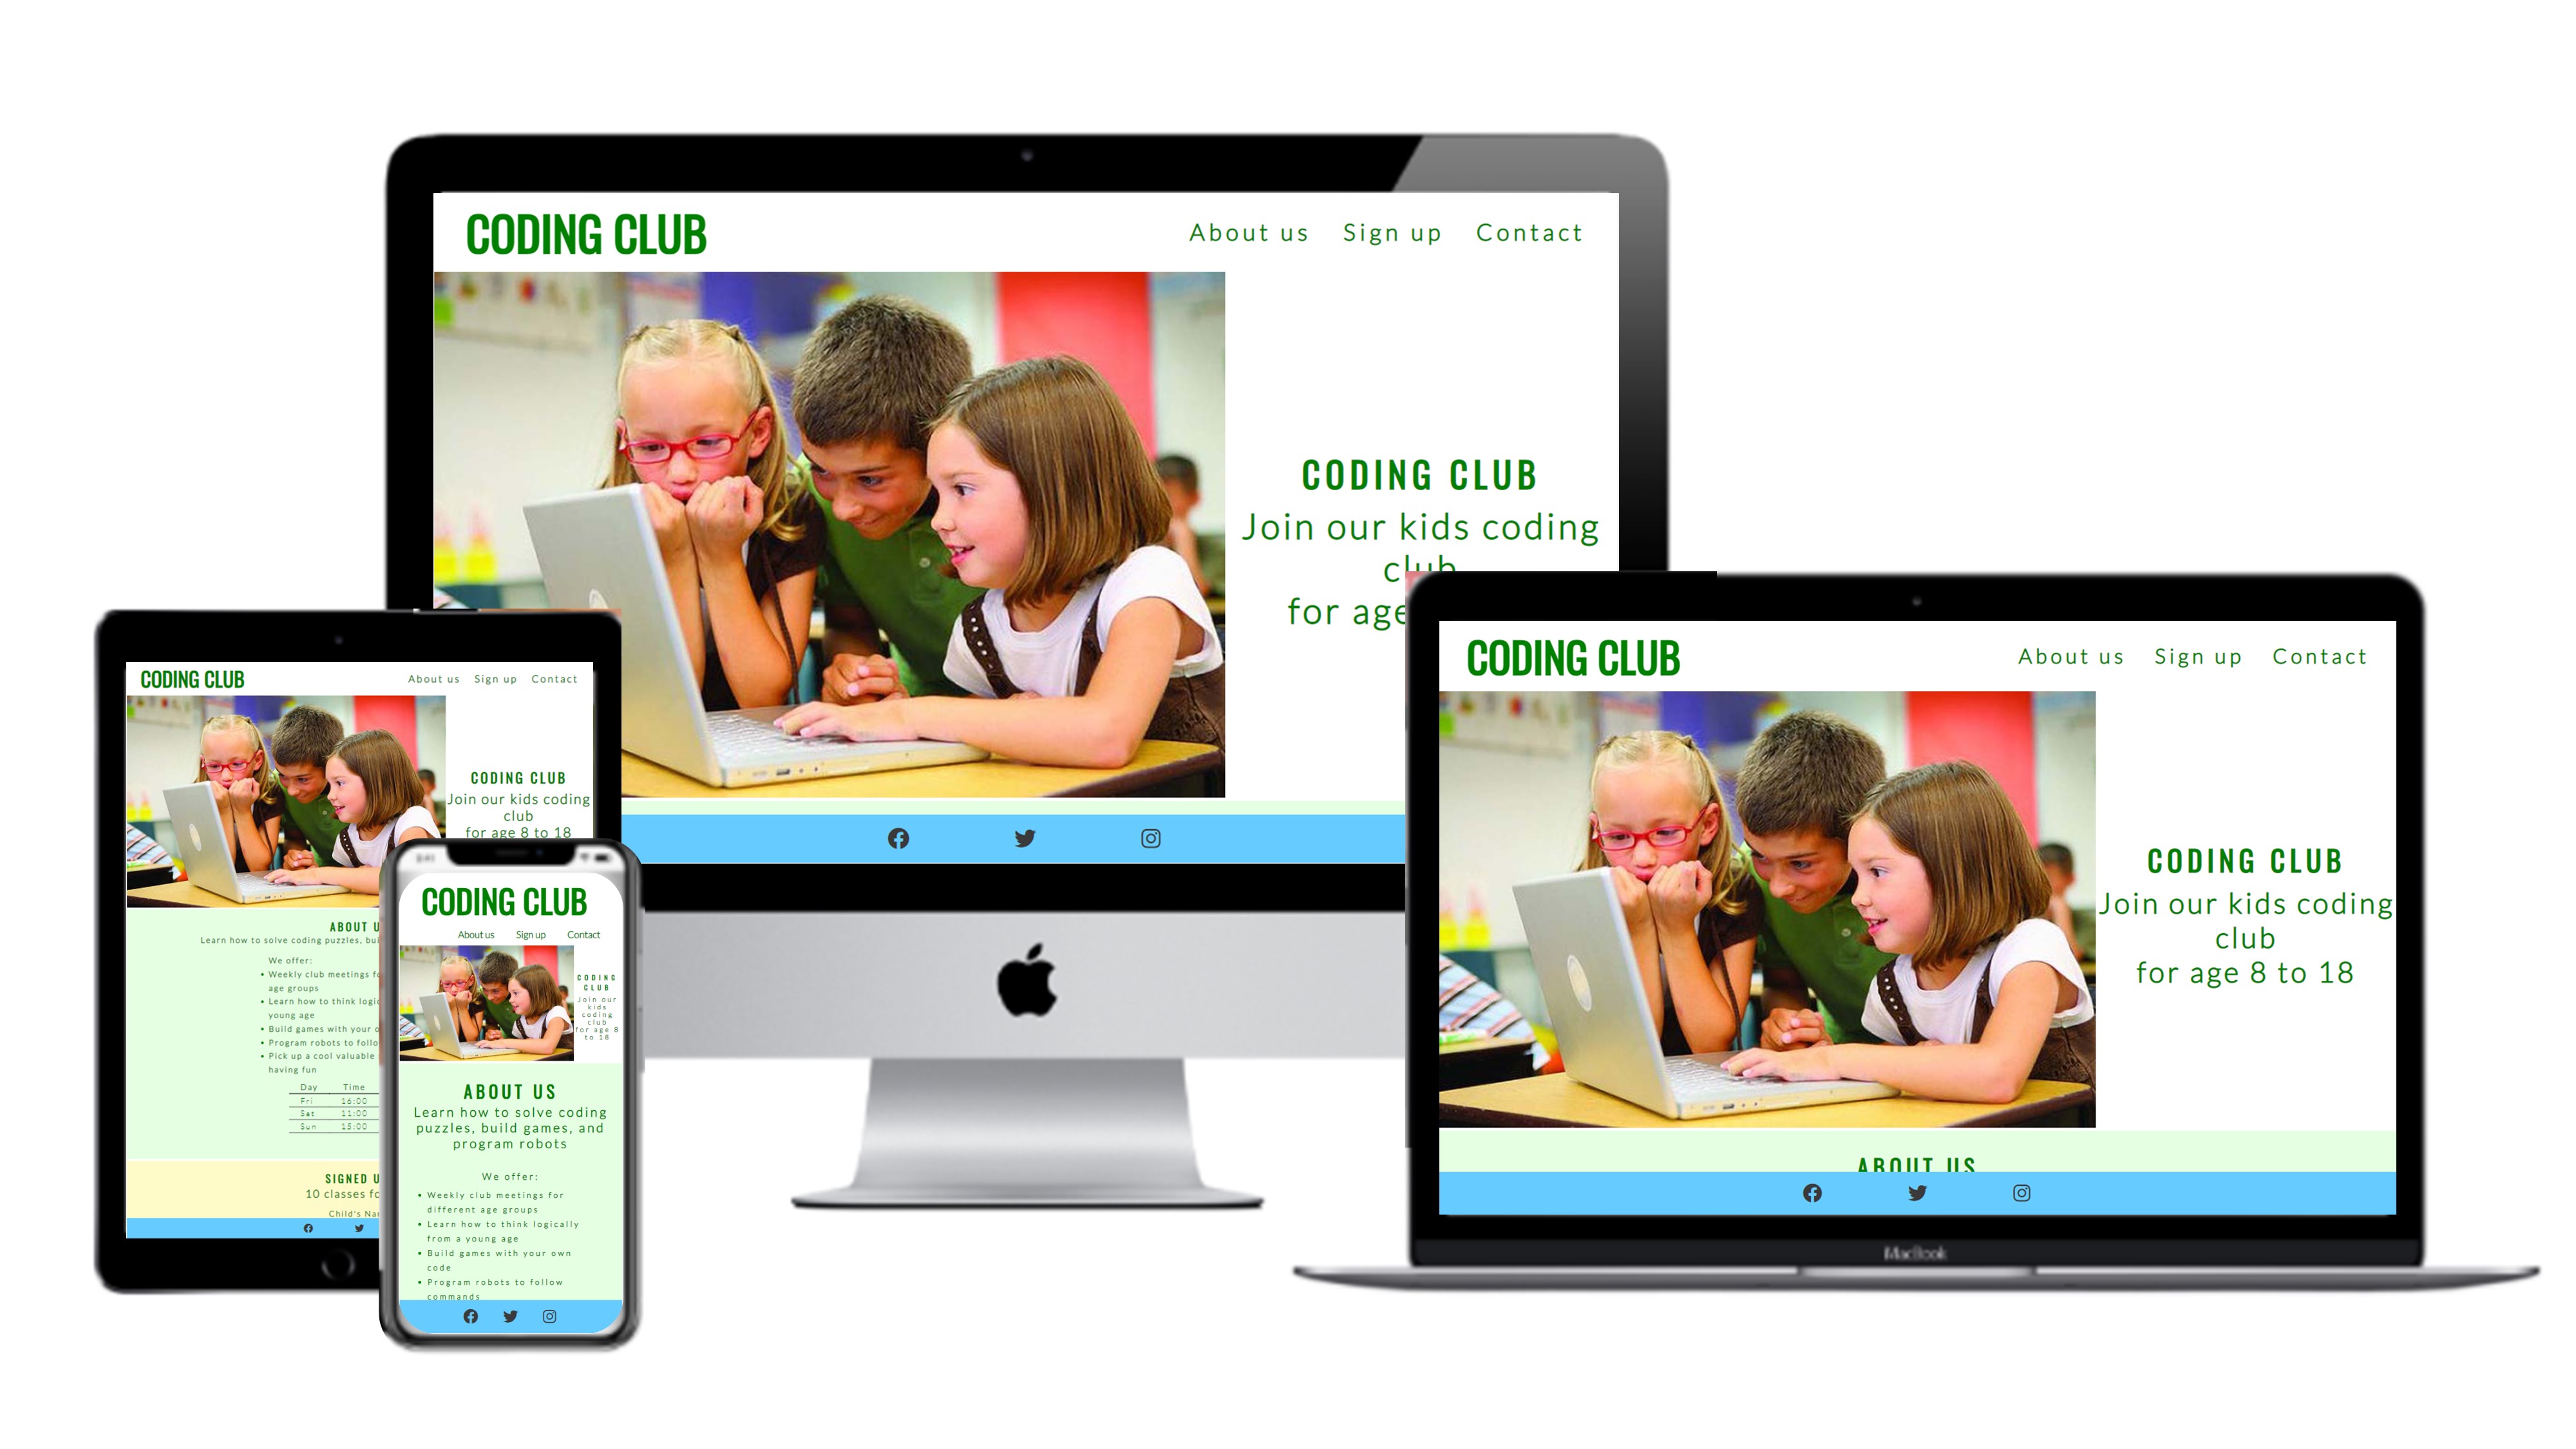 CODING CLUB
About us Sign up Contact
CODING CLUB
Join our kids coding
club
for age
CODING CLUB
About us Sign up Contact
CODING CLUB
Join our kids coding
club
for age 8 to 18
ABOUT U
Learn how to solve coding puzzles, bui
We offer:
• Weekly club meetings fo
age groups
• Learn how to think logic
young age
• Build games with your o
• Program robots to follo
• Pick up a cool valuable
having fun
Day Time
Fri 16:00
Sat 11:00
Sun 15:00
SIGNED U
10 classes fo
Child's Na
CODING CLUB
About us Sign up Contact
CODING
CLUB
Join our
kids
coding
club
for age 8
to 18
ABOUT US
Learn how to solve coding
puzzles, build games, and
program robots
We offer:
• Weekly club meetings for
different age groups
• Learn how to think logically
from a young age
• Build games with your own
code
• Program robots to follow
commands
CODING CLUB
About us Sign up Contact
CODING CLUB
Join our kids coding
club
for age 8 to 18
ABOUT US
MacBook